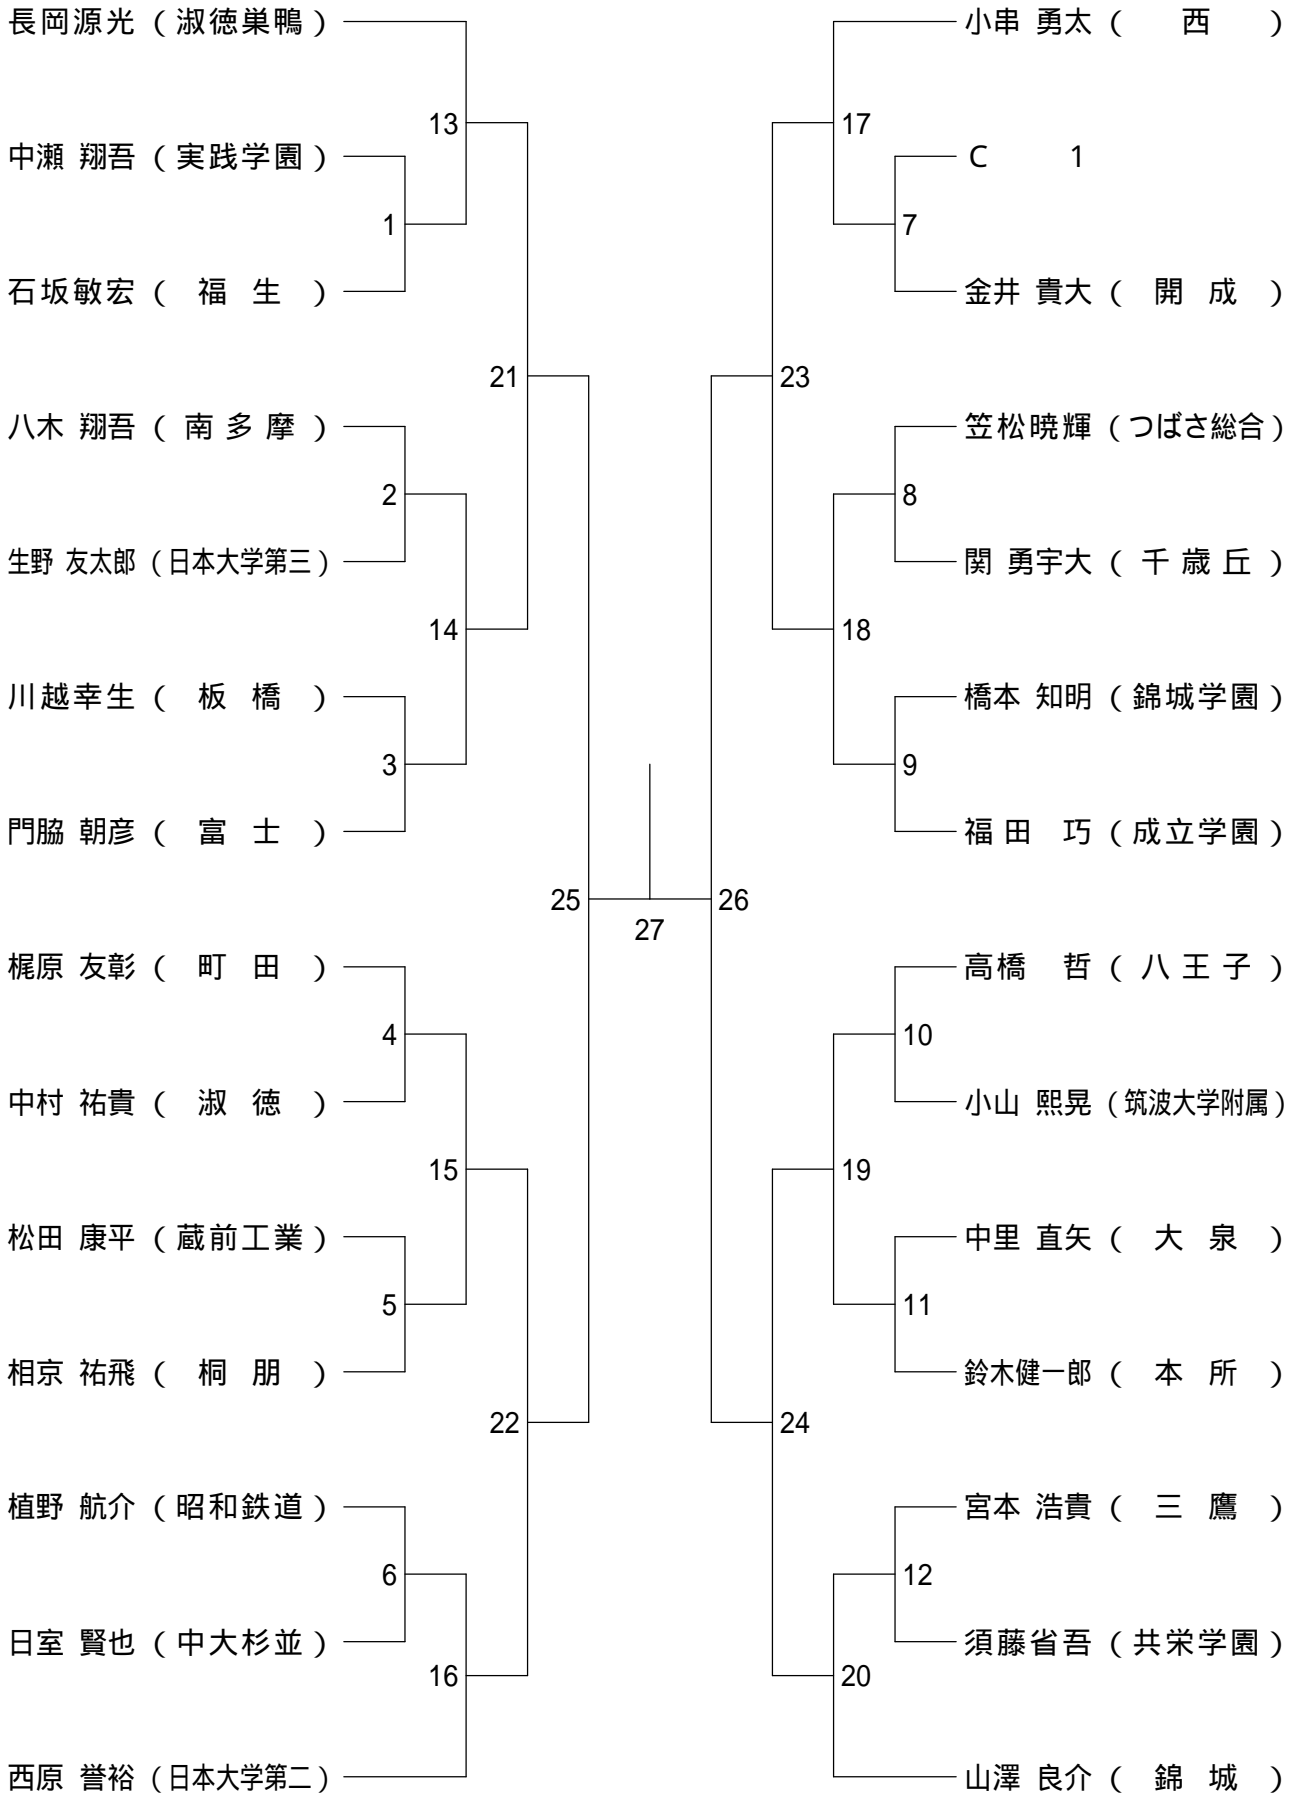 長岡源光 ( 淑徳巣鴨 )
13
中瀬 翔吾 ( 実践学園 )
1
石坂敏宏 ( 福 生 )
21
八木 翔吾 ( 南 多 摩 )
2
生野 友太郎 ( 日本大学第三 )
14
川越幸生 ( 板 橋 )
3
門脇 朝彦 ( 富 士 )
25
梶原 友彰 ( 町 田 )
4
中村 祐貴 ( 淑 徳 )
15
松田 康平 ( 蔵前工業 )
5
相京 祐飛 ( 桐 朋 )
22
植野 航介 ( 昭和鉄道 )
6
日室 賢也 ( 中大杉並 )
16
西原 誉裕 ( 日本大学第二 )
27
小串 勇太 ( 西 )
17
C 1
7
金井 貴大 ( 開 成 )
23
笠松暁輝 ( つばさ総合 )
8
関 勇宇大 ( 千 歳 丘 )
18
橋本 知明 ( 錦城学園 )
9
福 田 巧 ( 成立学園 )
26
高橋 哲 ( 八 王 子 )
10
小山 熙晃 ( 筑波大学附属 )
19
中里 直矢 ( 大 泉 )
11
鈴木健一郎 ( 本 所 )
24
宮本 浩貴 ( 三 鷹 )
12
須藤省吾 ( 共栄学園 )
20
山澤 良介 ( 錦 城 )